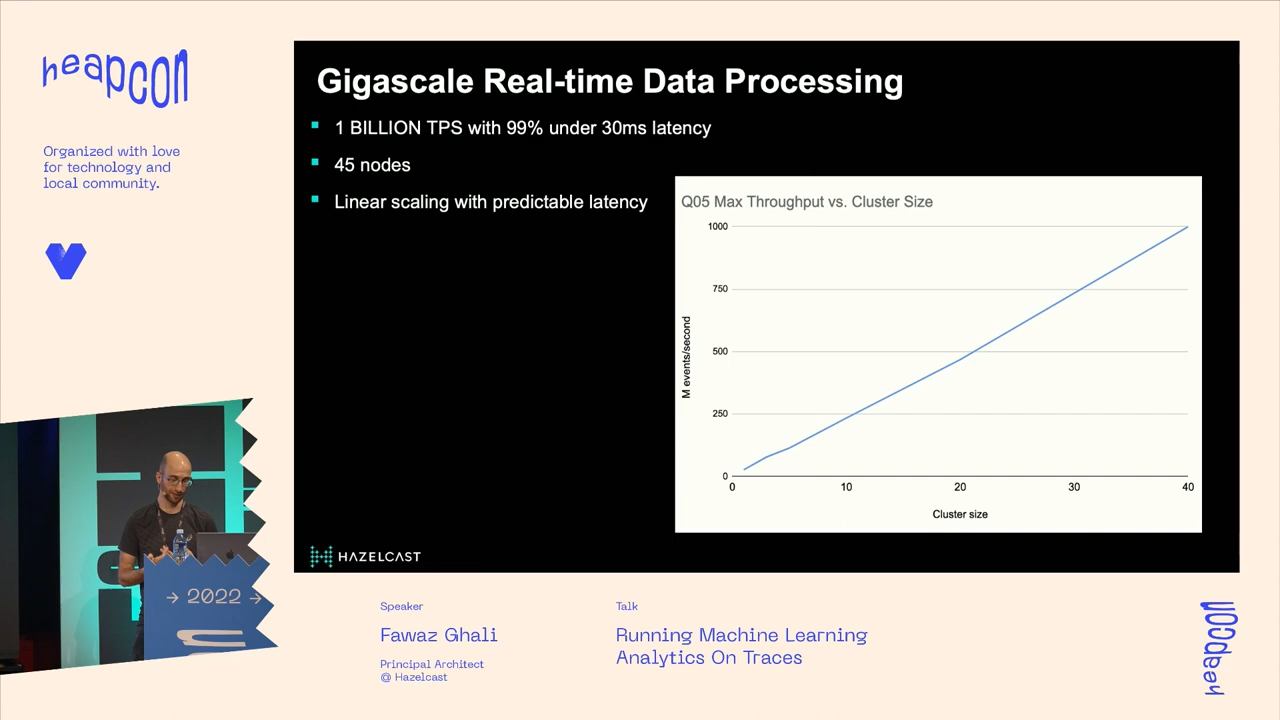 heapcon
Organized with love
for technology and
local community.
Gigascale Real-time Data Processing
1 BILLION TPS with 99% under 30ms latency
45 nodes
Linear scaling with predictable latency
Q05 Max Throughput vs. Cluster Size
1000
750
500
250
0
M events/second
0 10 20 30 40
Cluster size
HAZELCAST
→ 2022 →
Speaker
Fawaz Ghali
Principal Architect
@ Hazelcast
Talk
Running Machine Learning
Analytics On Traces
heapcon